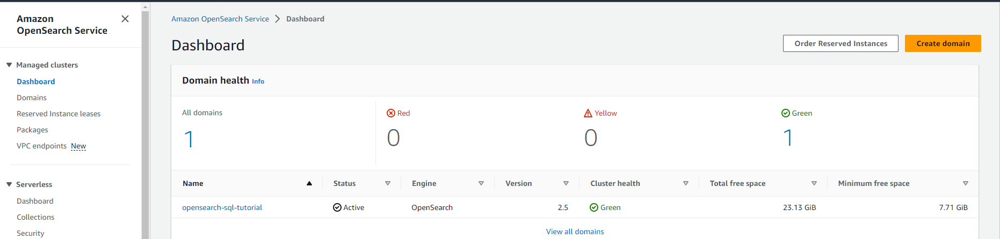 Amazon
OpenSearch Service
Managed clusters
Dashboard
Domains
Reserved Instance leases
Packages
VPC endpoints New
Serverless
Dashboard
Collections
Security
Amazon OpenSearch Service Dashboard
Dashboard
Order Reserved Instances Create domain
Domain health Info
All domains Red Yellow Green
1 0 0 1
Name Status Engine Version Cluster health Total free space Minimum free space
opensearch-sql-tutorial Active OpenSearch 2.5 Green 23.13 GiB 7.71 GiB
View all domains